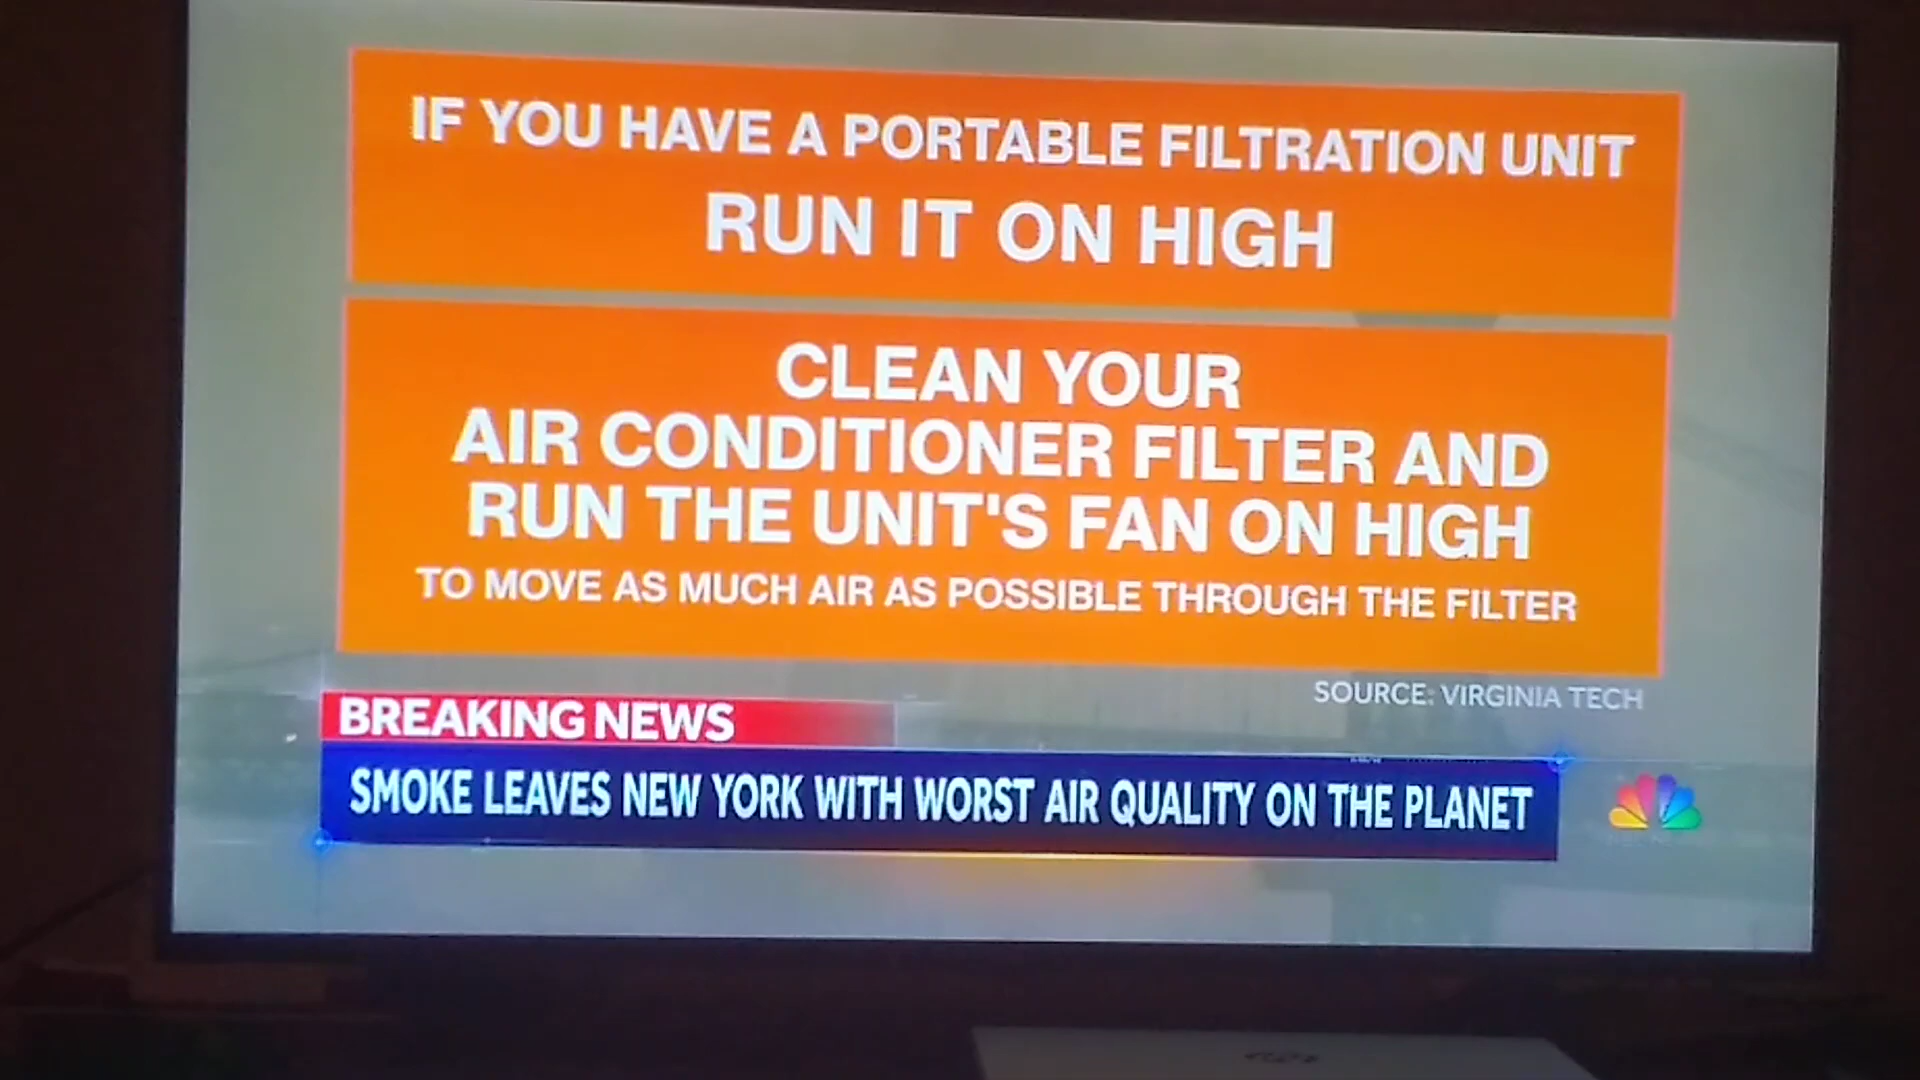 IF YOU HAVE A PORTABLE FILTRATION UNIT
RUN IT ON HIGH
CLEAN YOUR
AIR CONDITIONER FILTER AND
RUN THE UNIT'S FAN ON HIGH
TO MOVE AS MUCH AIR AS POSSIBLE THROUGH THE FILTER
SOURCE: VIRGINIA TECH
BREAKING NEWS
SMOKE LEAVES NEW YORK WITH WORST AIR QUALITY ON THE PLANET